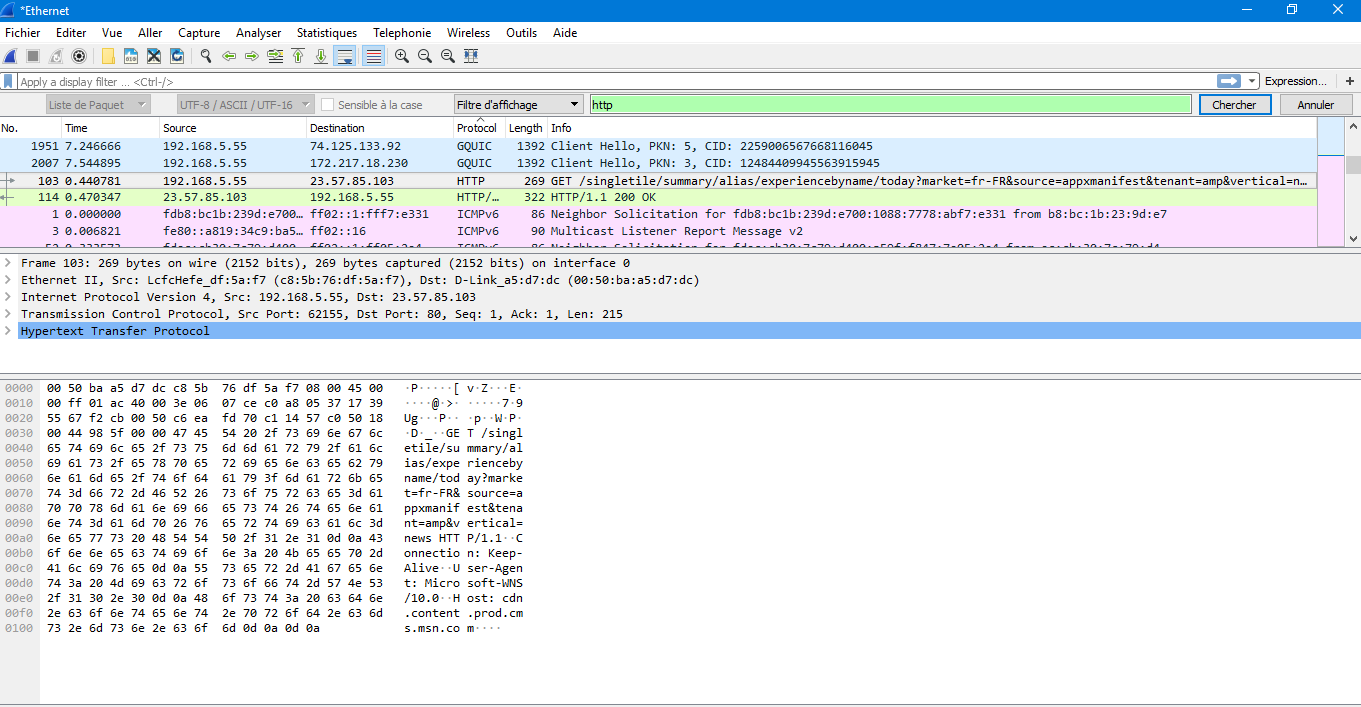 *Ethernet
Fichier Editer Vue Aller Capture Analyser Statistiques Telephonie Wireless Outils Aide
Apply a display filter ... <Ctrl-/> Expression... +
Liste de Paquet UTF-8 / ASCII / UTF-16 Sensible à la case Filtre d'affichage http Chercher Annuler
No. Time Source Destination Protocol Length Info
1951 7.246666 192.168.5.55 74.125.133.92 GQUIC 1392 Client Hello, PKN: 5, CID: 2259006567668116045
2007 7.544895 192.168.5.55 172.217.18.230 GQUIC 1392 Client Hello, PKN: 3, CID: 12484409945563915945
103 0.440781 192.168.5.55 23.57.85.103 HTTP 269 GET /singletile/summary/alias/experiencebyname/today?market=fr-FR&source=appxmanifest&tenant=amp&vertical=n...
114 0.470347 23.57.85.103 192.168.5.55 HTTP/... 322 HTTP/1.1 200 OK
1 0.000000 fdb8:bc1b:239d:e700... ff02::1:fff7:e331 ICMPv6 86 Neighbor Solicitation for fdb8:bc1b:239d:e700:1088:7778:abf7:e331 from b8:bc:1b:23:9d:e7
3 0.006821 fe80::a819:34c9:ba5... ff02::16 ICMPv6 90 Multicast Listener Report Message v2
Frame 103: 269 bytes on wire (2152 bits), 269 bytes captured (2152 bits) on interface 0
Ethernet II, Src: LcfcHefe_df:5a:f7 (c8:5b:76:df:5a:f7), Dst: D-Link_a5:d7:dc (00:50:ba:a5:d7:dc)
Internet Protocol Version 4, Src: 192.168.5.55, Dst: 23.57.85.103
Transmission Control Protocol, Src Port: 62155, Dst Port: 80, Seq: 1, Ack: 1, Len: 215
Hypertext Transfer Protocol
0000 00 50 ba a5 d7 dc c8 5b 76 df 5a f7 08 00 45 00 ·P·····[ v·Z···E·
0010 00 ff 01 ac 40 00 3e 06 07 ce c0 a8 05 37 17 39 ····@·>· ·····7·9
0020 55 67 f2 cb 00 50 c6 ea fd 70 c1 14 57 c0 50 18 Ug···P·· ·p··W·P·
0030 00 44 98 5f 00 00 47 45 54 20 2f 73 69 6e 67 6c ·D·_··GE T /singl
0040 65 74 69 6c 65 2f 73 75 6d 6d 61 72 79 2f 61 6c etile/su mmary/al
0050 69 61 73 2f 65 78 70 65 72 69 65 6e 63 65 62 79 ias/expe rienceby
0060 6e 61 6d 65 2f 74 6f 64 61 79 3f 6d 61 72 6b 65 name/tod ay?marke
0070 74 3d 66 72 2d 46 52 26 73 6f 75 72 63 65 3d 61 t=fr-FR& source=a
0080 70 70 78 6d 61 6e 69 66 65 73 74 26 74 65 6e 61 ppxmanif est&tena
0090 6e 74 3d 61 6d 70 26 76 65 72 74 69 63 61 6c 3d nt=amp&v ertical=
00a0 6e 65 77 73 20 48 54 54 50 2f 31 2e 31 0d 0a 43 news HTT P/1.1··C
00b0 6f 6e 6e 65 63 74 69 6f 6e 3a 20 4b 65 65 70 2d onnectio n: Keep-
00c0 41 6c 69 76 65 0d 0a 55 73 65 72 2d 41 67 65 6e Alive··U ser-Agen
00d0 74 3a 20 4d 69 63 72 6f 73 6f 66 74 2d 57 4e 53 t: Micro soft-WNS
00e0 2f 31 30 2e 30 0d 0a 48 6f 73 74 3a 20 63 64 6e /10.0··H ost: cdn
00f0 2e 63 6f 6e 74 65 6e 74 2e 70 72 6f 64 2e 63 6d .content .prod.cm
0100 73 2e 6d 73 6e 2e 63 6f 6d 0d 0a 0d 0a s.msn.co m····